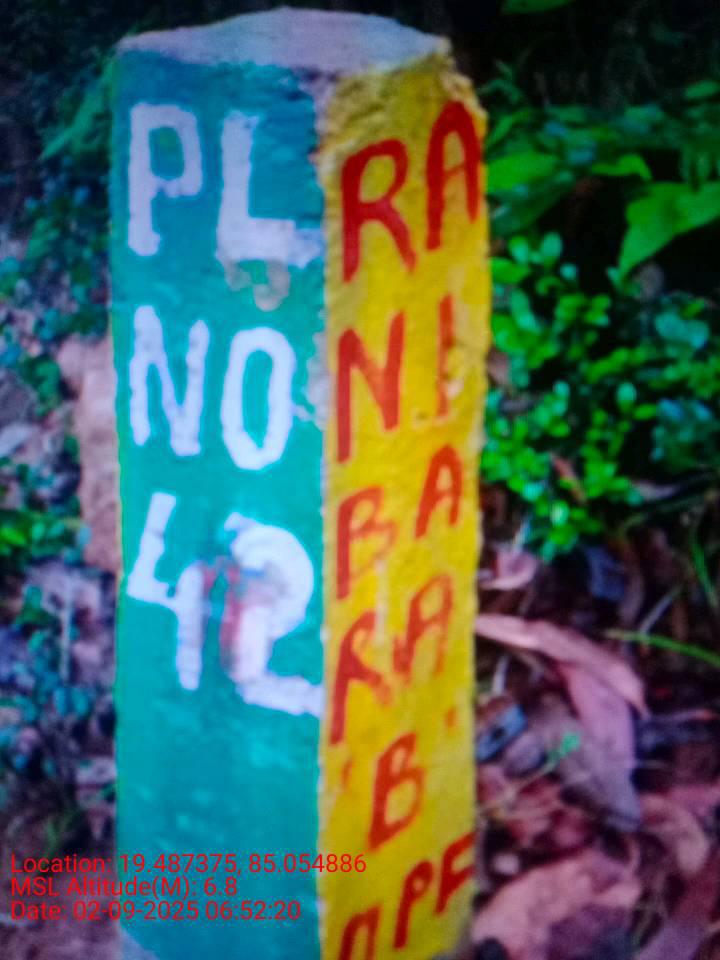 PL
NO
42
RA
NI
BA
RA
'B'
DPF
Location: 19.487375, 85.054886
MSL Altitude(M): 6.8
Date: 02-09-2025 06:52:20